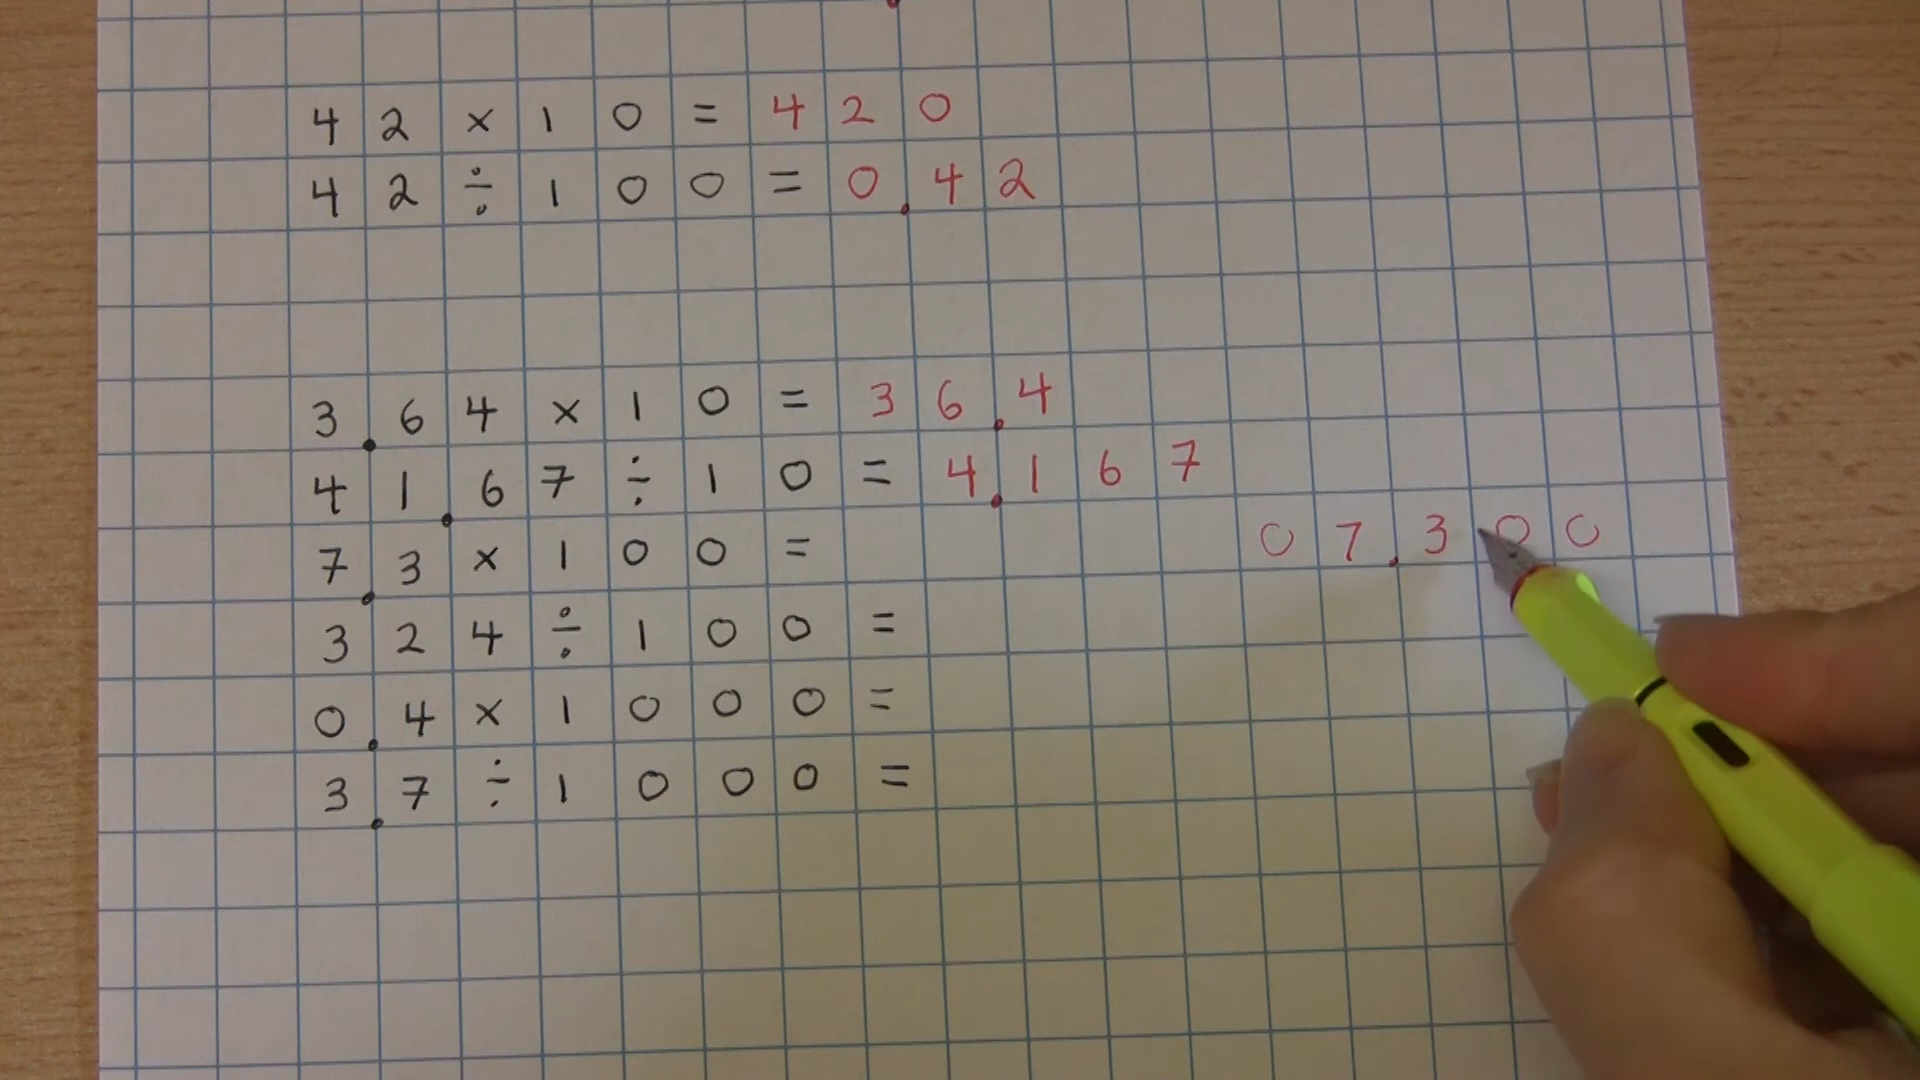 42 × 10 = 420
42 ÷ 100 = 0.42
3.64 × 10 = 36.4
41.67 ÷ 10 = 4.167
7.3 × 100 = 07.300
324 ÷ 100 =
0.4 × 1000 =
3.7 ÷ 1000 =